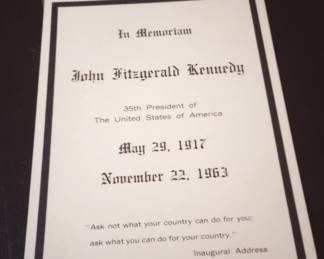 In Memoriam
John Fitzgerald Kennedy
35th President of
The United States of America
May 29, 1917
November 22, 1963
"Ask not what your country can do for you;
ask what you can do for your country."
Inaugural Address